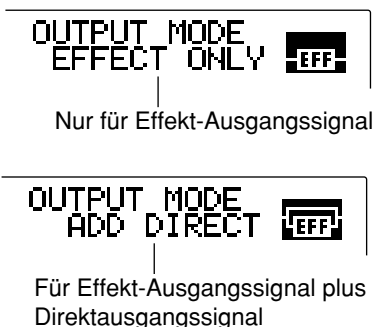 OUTPUT MODE
EFFECT ONLY
EFF
Nur für Effekt-Ausgangssignal
OUTPUT MODE
ADD DIRECT
EFF
Für Effekt-Ausgangssignal plus
Direktausgangssignal